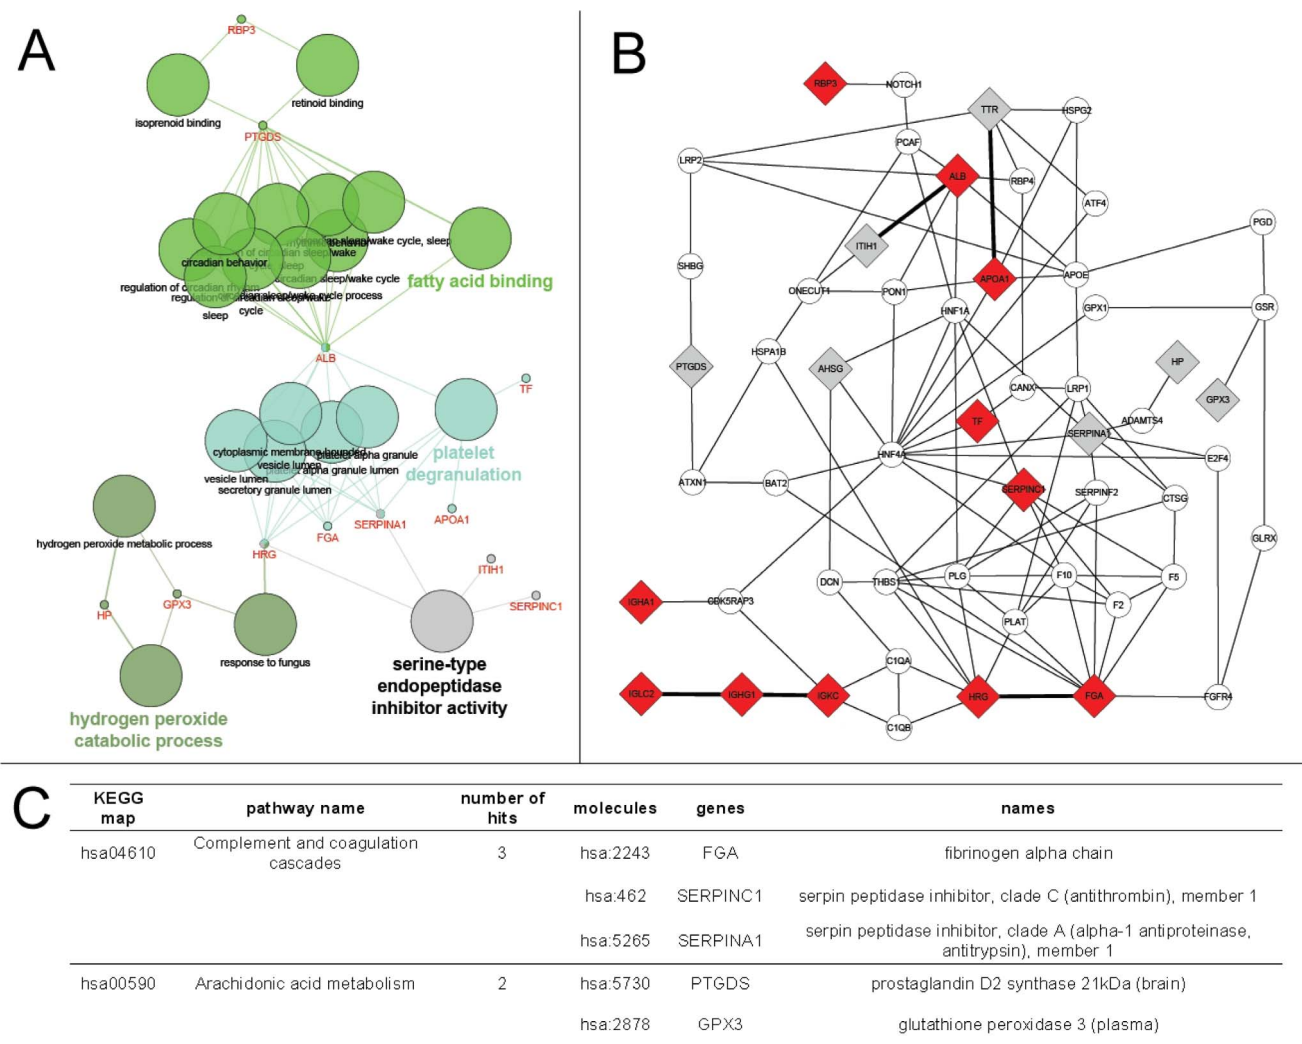 A
RBP3
retinoid binding
isoprenoid binding
PTGDS
circadian sleep/wake cycle, sleep
circadian behavior
fatty acid binding
regulation of circadian rhythm
sleep
cycle
ALB
TF
cytoplasmic membrane-bounded
vesicle lumen
platelet alpha granule
platelet alpha granule lumen
vesicle lumen
secretory granule lumen
platelet
degranulation
APOA1
SERPINA1
FGA
HRG
hydrogen peroxide metabolic process
ITIH1
GPX3
HP
SERPINC1
response to fungus
serine-type
endopeptidase
inhibitor activity
hydrogen peroxide
catabolic process
B
RBP3
NOTCH1
TTR
HSPG2
PCAF
LRP2
ALB
RBP4
ATF4
PGD
ITIH1
SHBG
APOA1
APOE
ONECUT1
PON1
HNF1A
GPX1
GSR
HSPA1B
PTGDS
AHSG
HP
CANX
LRP1
GPX3
TF
ADAMTS4
SERPINA1
HNF4A
E2F4
ATXN1
BAT2
SERPINC1
SERPINF2
CTSG
GLRX
DCN
THBS1
PLG
F10
F5
IGHA1
CDK5RAP3
F2
PLAT
C1QA
IGLC2
IGHG1
IGKC
HRG
FGA
FGFR4
C1QB
C
KEGG map pathway name number of hits molecules genes names
hsa04610 Complement and coagulation cascades 3 hsa:2243 FGA fibrinogen alpha chain
hsa:462 SERPINC1 serpin peptidase inhibitor, clade C (antithrombin), member 1
hsa:5265 SERPINA1 serpin peptidase inhibitor, clade A (alpha-1 antiproteinase, antitrypsin), member 1
hsa00590 Arachidonic acid metabolism 2 hsa:5730 PTGDS prostaglandin D2 synthase 21kDa (brain)
hsa:2878 GPX3 glutathione peroxidase 3 (plasma)